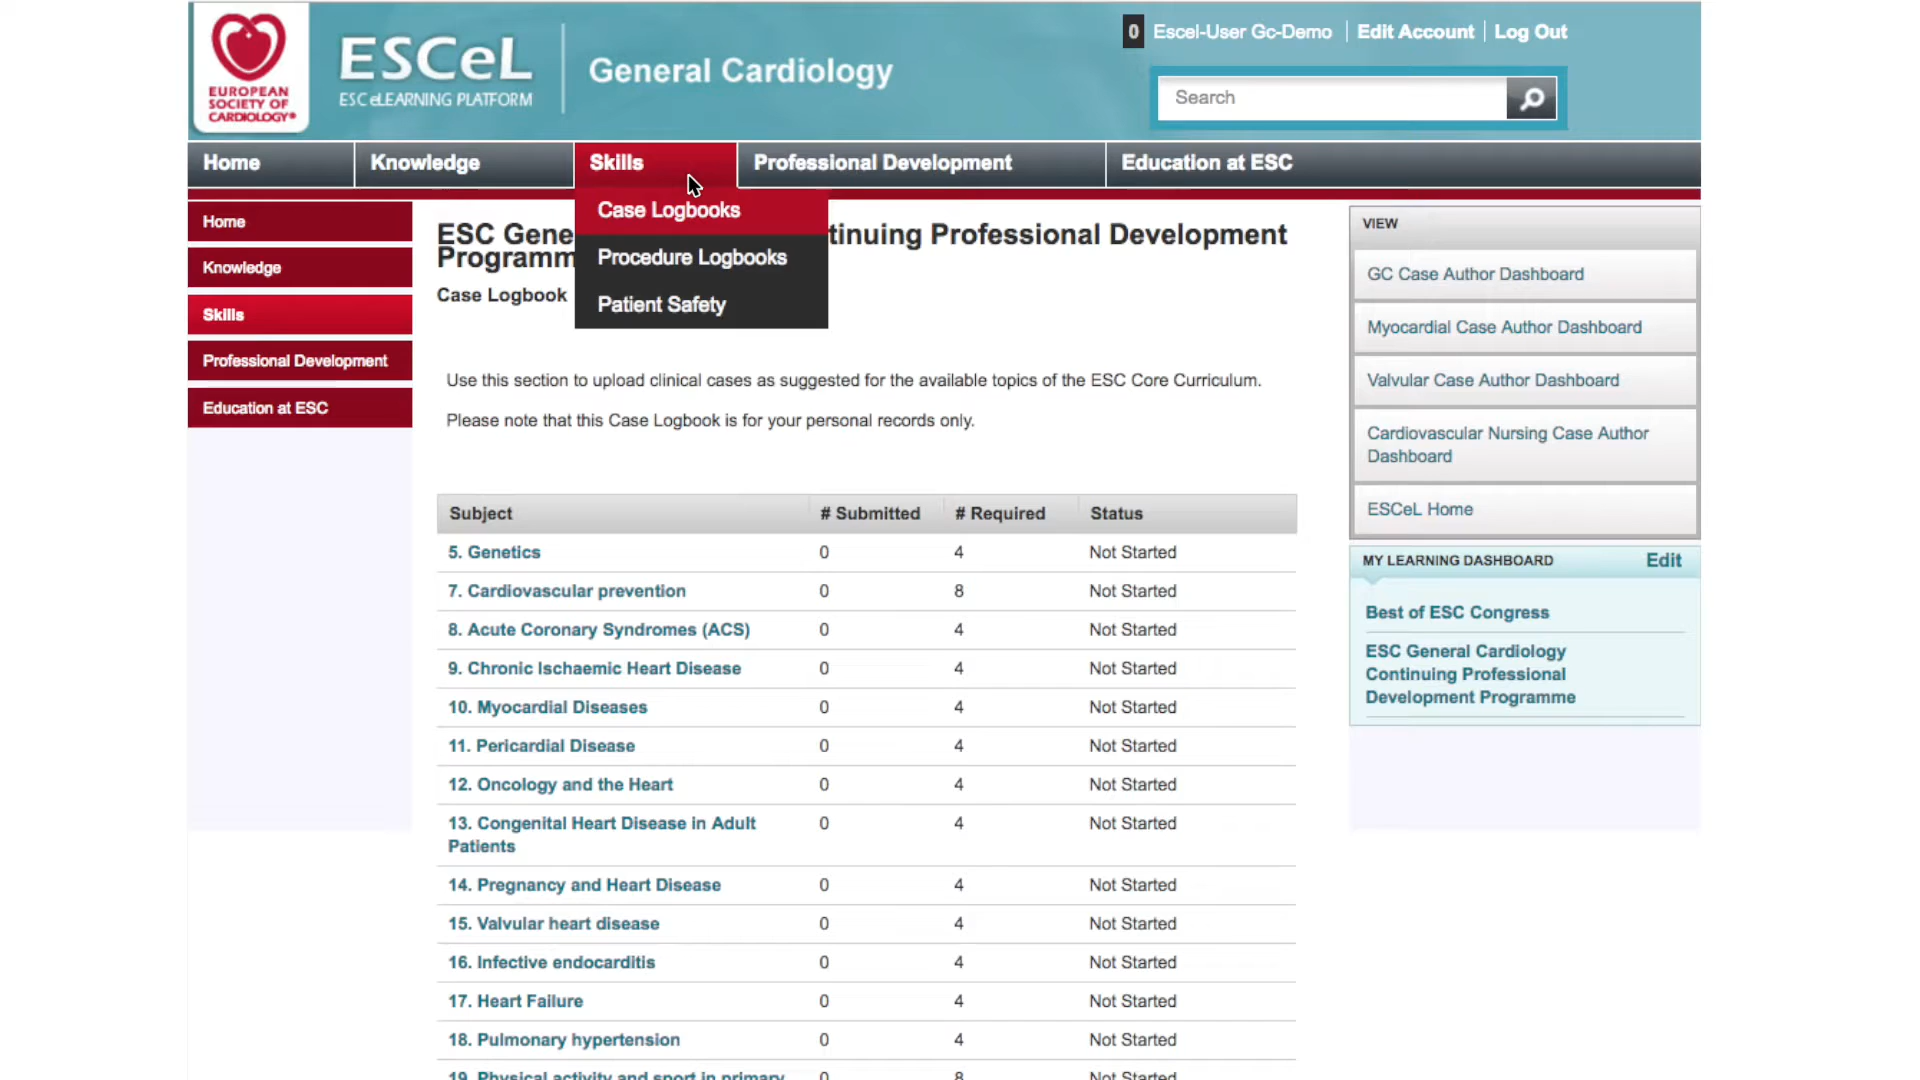 EUROPEAN
SOCIETY OF
CARDIOLOGY®
ESCeL
ESC eLEARNING PLATFORM
General Cardiology
0 Escel-User Gc-Demo Edit Account Log Out
Search
Home Knowledge Skills Professional Development Education at ESC
Case Logbooks
Procedure Logbooks
Patient Safety
Home
Knowledge
Skills
Professional Development
Education at ESC
ESC Gene tinuing Professional Development
Programm
Case Logbook
Use this section to upload clinical cases as suggested for the available topics of the ESC Core Curriculum.
Please note that this Case Logbook is for your personal records only.
Subject # Submitted # Required Status
5. Genetics 0 4 Not Started
7. Cardiovascular prevention 0 8 Not Started
8. Acute Coronary Syndromes (ACS) 0 4 Not Started
9. Chronic Ischaemic Heart Disease 0 4 Not Started
10. Myocardial Diseases 0 4 Not Started
11. Pericardial Disease 0 4 Not Started
12. Oncology and the Heart 0 4 Not Started
13. Congenital Heart Disease in Adult 0 4 Not Started
Patients
14. Pregnancy and Heart Disease 0 4 Not Started
15. Valvular heart disease 0 4 Not Started
16. Infective endocarditis 0 4 Not Started
17. Heart Failure 0 4 Not Started
18. Pulmonary hypertension 0 4 Not Started
19. Physical activity and sport in primary 0 8 Not Started
VIEW
GC Case Author Dashboard
Myocardial Case Author Dashboard
Valvular Case Author Dashboard
Cardiovascular Nursing Case Author
Dashboard
ESCeL Home
MY LEARNING DASHBOARD Edit
Best of ESC Congress
ESC General Cardiology
Continuing Professional
Development Programme